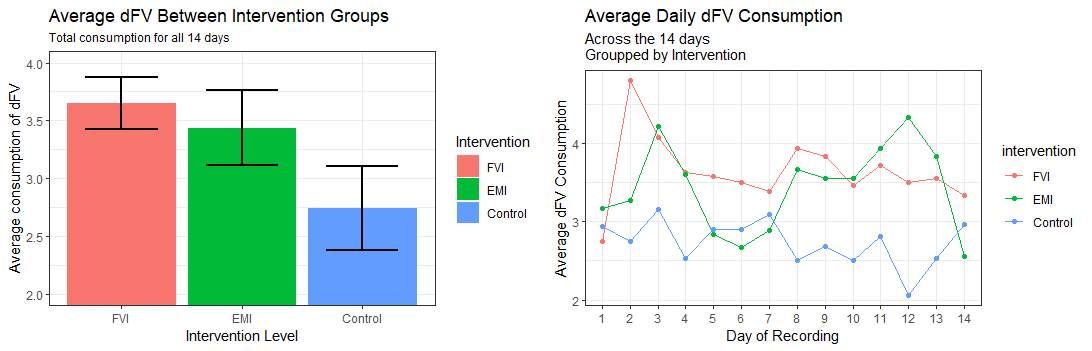 Average dFV Between Intervention Groups
Total consumption for all 14 days
Average consumption of dFV
4.0
3.5
3.0
2.5
2.0
FVI
EMI
Control
Intervention Level
Intervention
FVI
EMI
Control
Average Daily dFV Consumption
Across the 14 days
Groupped by Intervention
Average dFV Consumption
4
3
2
1 2 3 4 5 6 7 8 9 10 11 12 13 14
Day of Recording
intervention
FVI
EMI
Control